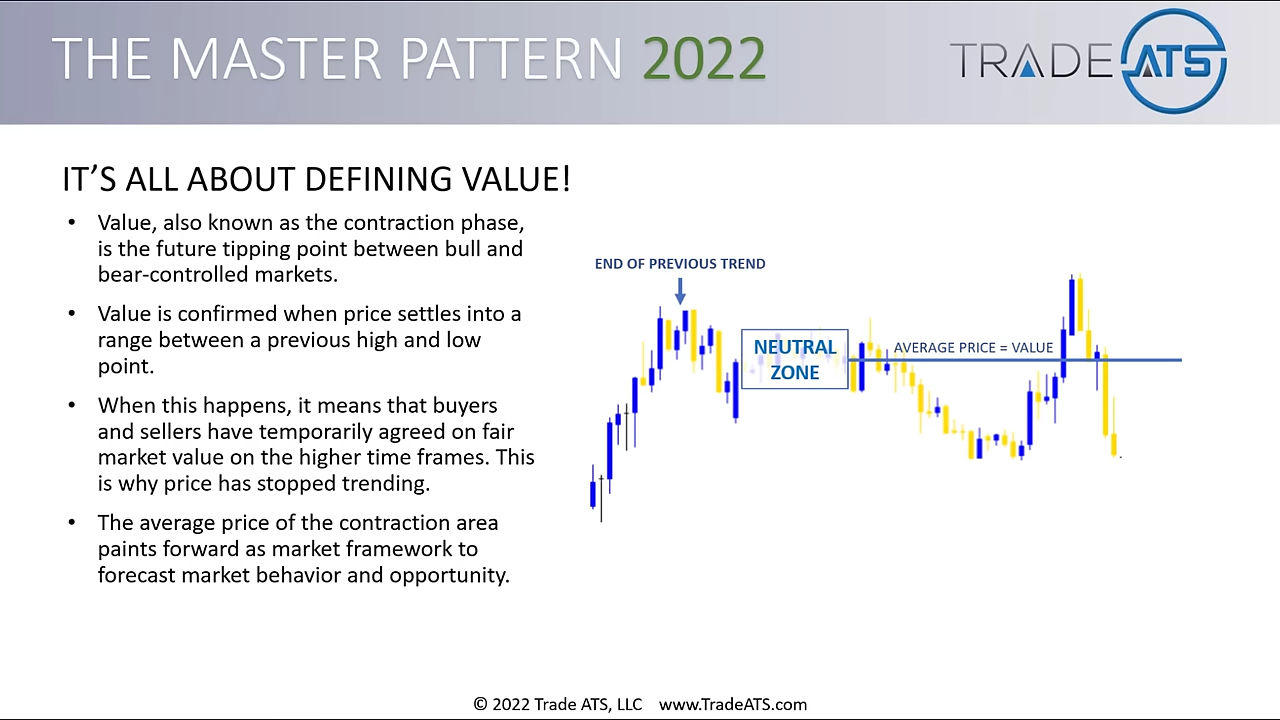 THE MASTER PATTERN 2022
TRADE ATS
IT’S ALL ABOUT DEFINING VALUE!
• Value, also known as the contraction phase,
is the future tipping point between bull and
bear-controlled markets.
• Value is confirmed when price settles into a
range between a previous high and low
point.
• When this happens, it means that buyers
and sellers have temporarily agreed on fair
market value on the higher time frames. This
is why price has stopped trending.
• The average price of the contraction area
paints forward as market framework to
forecast market behavior and opportunity.
END OF PREVIOUS TREND
NEUTRAL
ZONE
AVERAGE PRICE = VALUE
© 2022 Trade ATS, LLC www.TradeATS.com